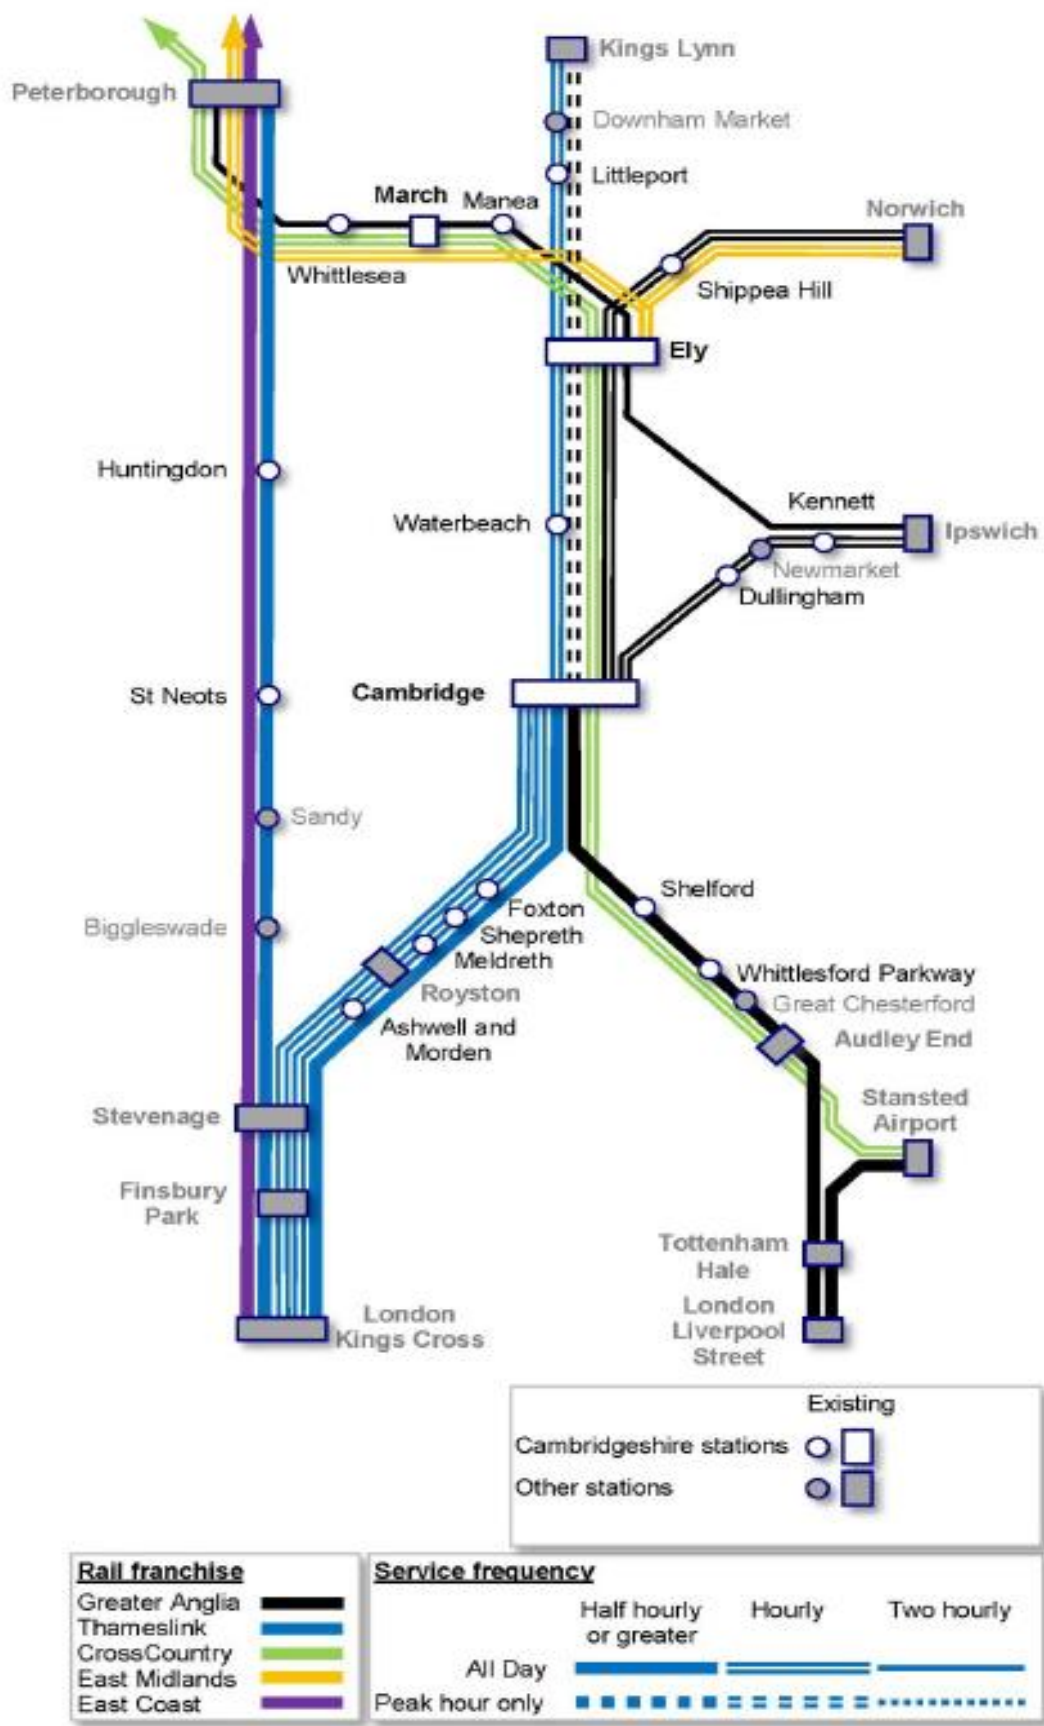 Kings Lynn
Peterborough
Downham Market
Littleport
March
Manea
Norwich
Whittlesea
Shippea Hill
Ely
Huntingdon
Kennett
Waterbeach
Ipswich
Newmarket
Dullingham
Cambridge
St Neots
Sandy
Shelford
Foxton
Biggleswade
Shepreth
Meldreth
Whittlesford Parkway
Royston
Great Chesterford
Ashwell and
Morden
Audley End
Stansted
Airport
Stevenage
Finsbury
Park
Tottenham
Hale
London
Kings Cross
London
Liverpool
Street
Existing
Cambridgeshire stations
Other stations
Rail franchise
Greater Anglia
Thameslink
CrossCountry
East Midlands
East Coast
Service frequency
Half hourly
or greater
Hourly
Two hourly
All Day
Peak hour only